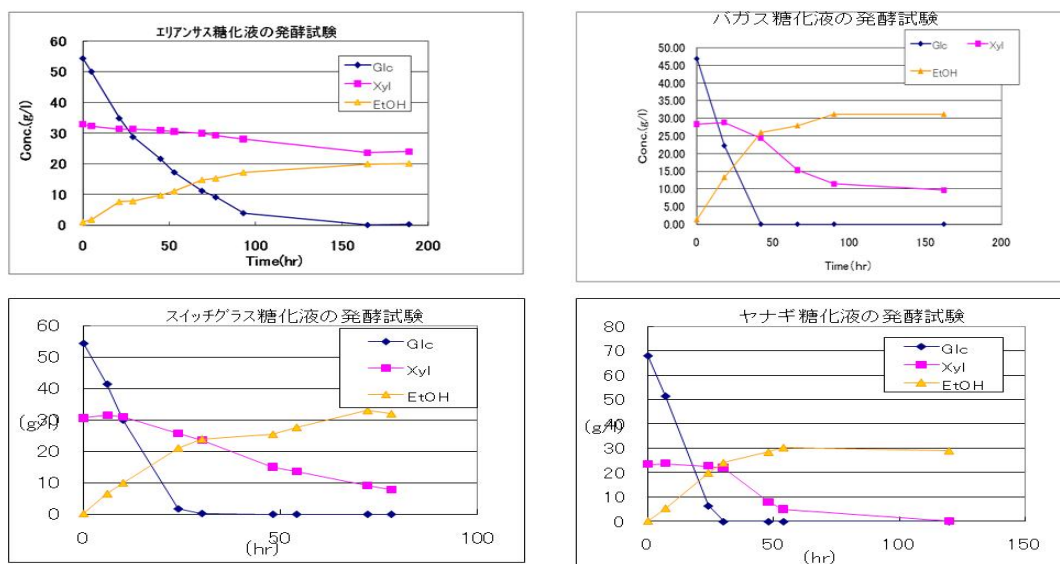 エリアンサス糖化液の発酵試験
60
50
40
30
20
10
0
Conc.(g/l)
Glc
Xyl
EtOH
0 50 100 150 200
Time(hr)
バガス糖化液の発酵試験
50.00
45.00
40.00
35.00
30.00
25.00
20.00
15.00
10.00
5.00
0.00
Conc.(g/l)
Glc Xyl
EtOH
0 50 100 150 200
Time(hr)
スイッチグラス糖化液の発酵試験
60
50
40
30
20
10
0
(g/l)
Glc
Xyl
EtOH
0 50 100
(hr)
ヤナギ糖化液の発酵試験
80
70
60
50
40
30
20
10
0
(g/l)
Glc
Xyl
EtOH
0 50 100 150
(hr)